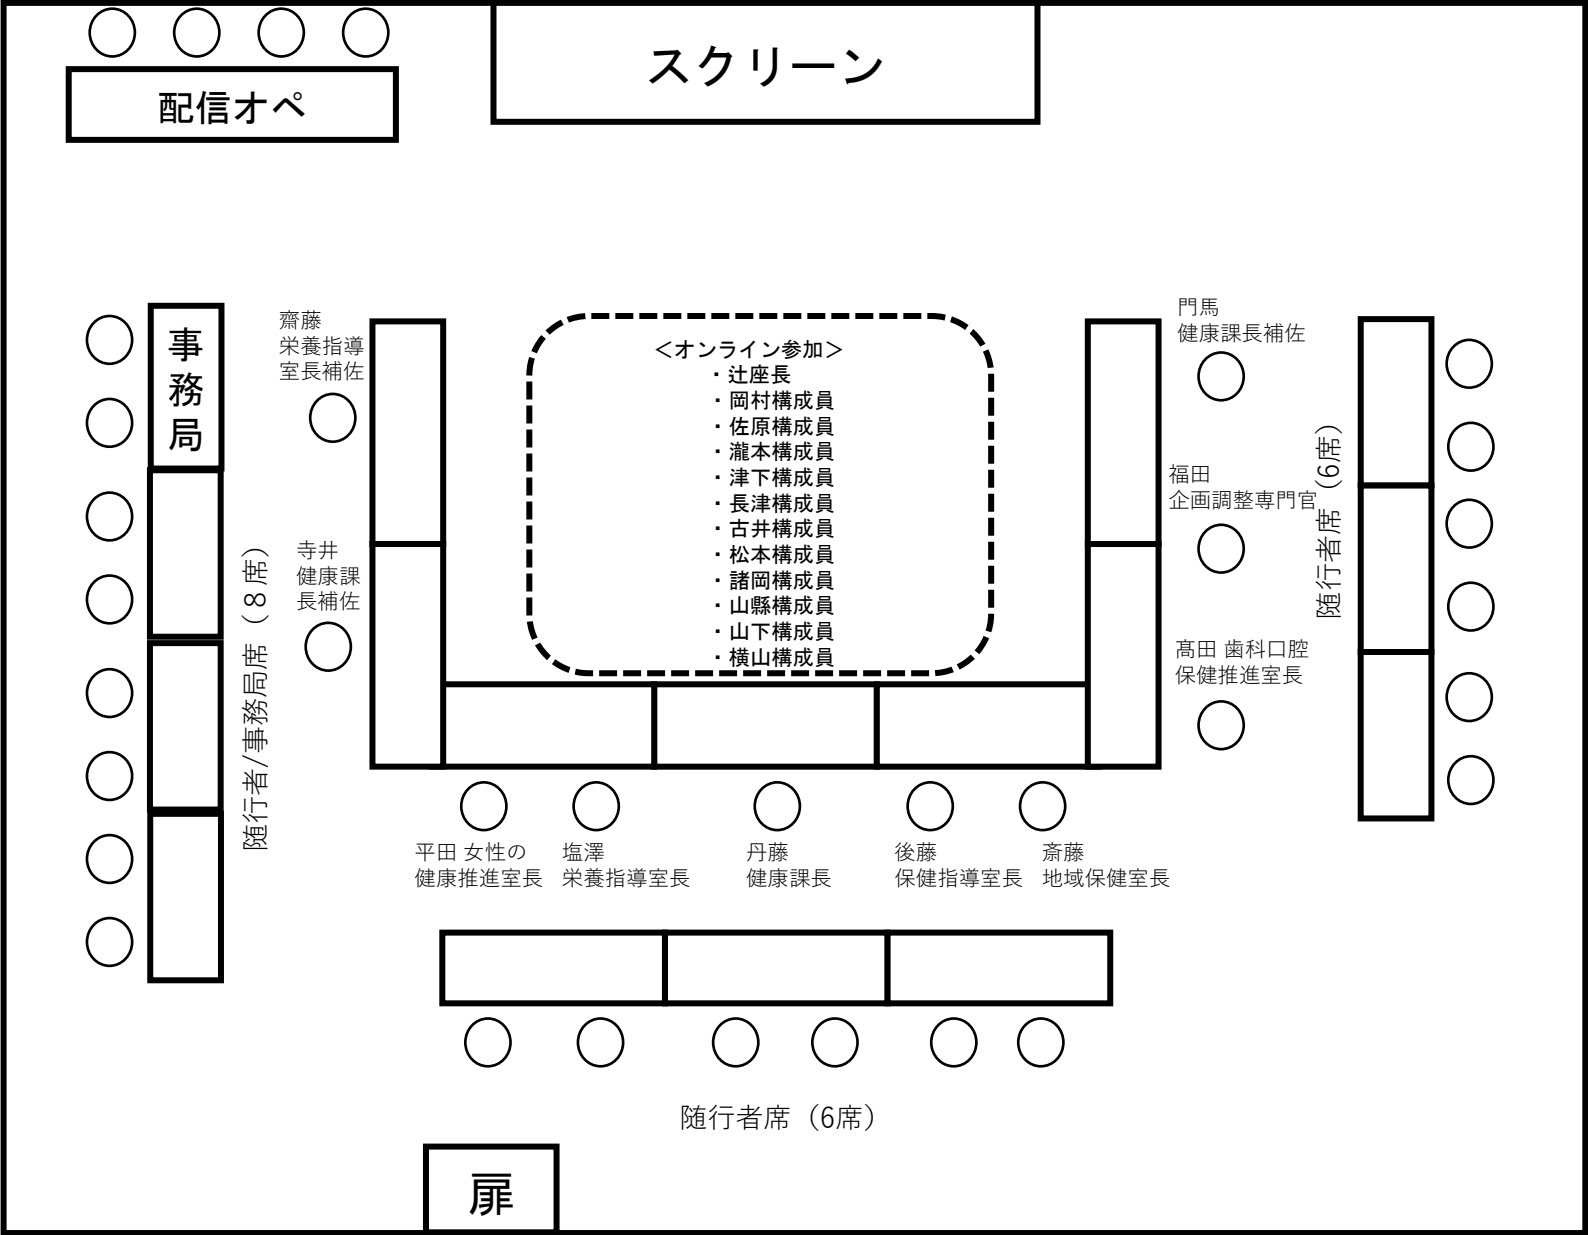 スクリーン
配信オペ
事
務
局
随行者/事務局席（８席）
齋藤
栄養指導
室長補佐
寺井
健康課
長補佐
＜オンライン参加＞
・辻座長
・岡村構成員
・佐原構成員
・瀧本構成員
・津下構成員
・長津構成員
・古井構成員
・松本構成員
・諸岡構成員
・山縣構成員
・山下構成員
・横山構成員
門馬
健康課長補佐
福田
企画調整専門官
髙田 歯科口腔
保健推進室長
随行者席（6席）
平田 女性の
健康推進室長
塩澤
栄養指導室長
丹藤
健康課長
後藤
保健指導室長
斎藤
地域保健室長
随行者席（6席）
扉